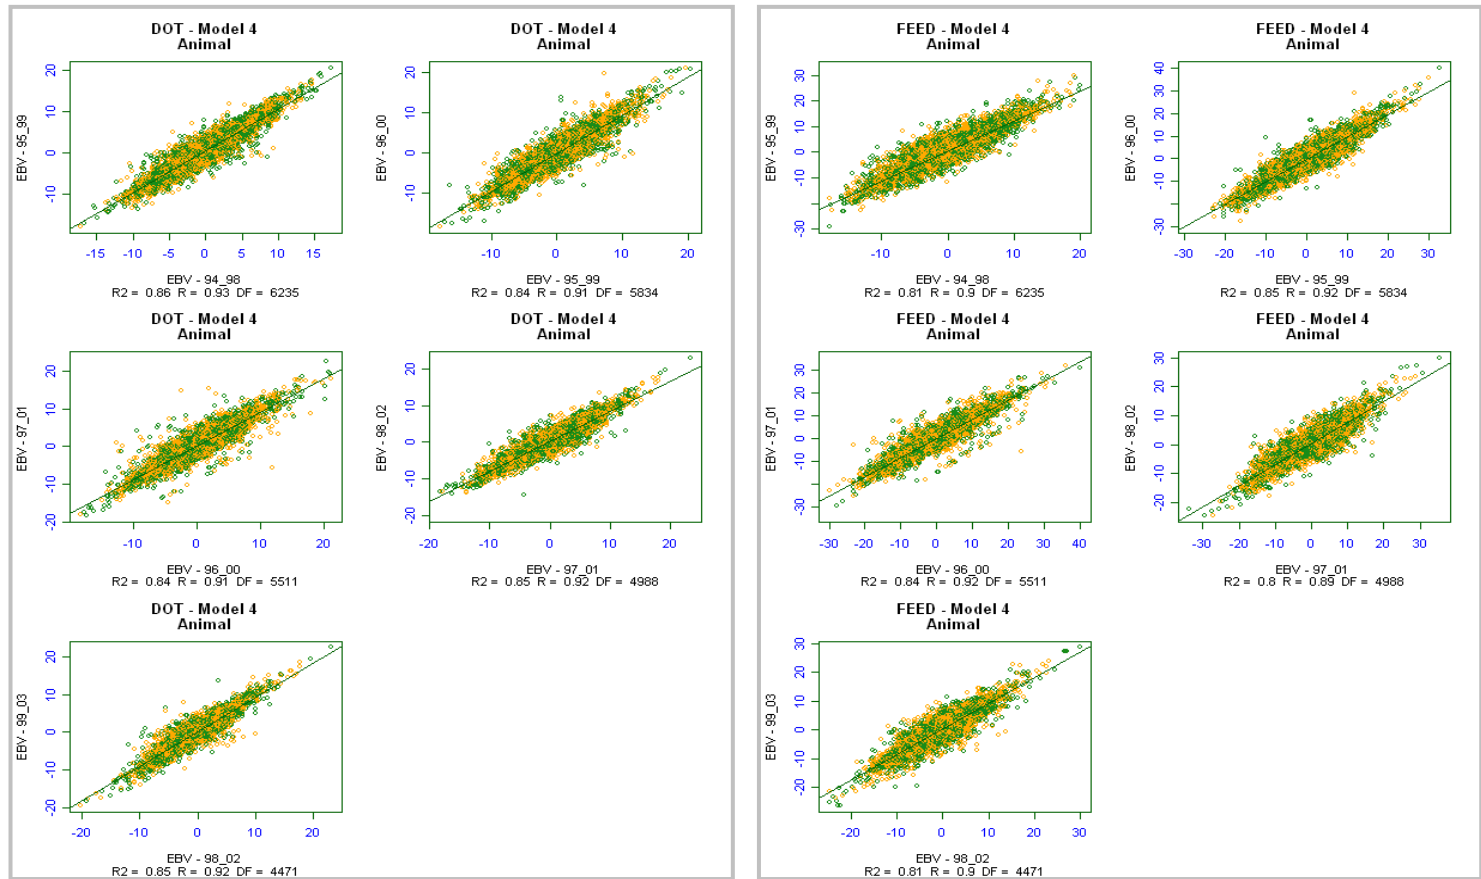 DOT - Model 4
Animal
EBV - 95_99
20
10
0
-10
-15
-10
-5
0
5
10
15
EBV - 94_98
R2 = 0.86 R = 0.93 DF = 6235
DOT - Model 4
Animal
EBV - 96_00
20
10
0
-10
-10
0
10
20
EBV - 95_99
R2 = 0.84 R = 0.91 DF = 5834
DOT - Model 4
Animal
EBV - 97_01
20
10
0
-10
-20
-10
0
10
20
EBV - 96_00
R2 = 0.84 R = 0.91 DF = 5511
DOT - Model 4
Animal
EBV - 98_02
20
10
0
-10
-20
-20
-10
0
10
20
EBV - 97_01
R2 = 0.85 R = 0.92 DF = 4988
DOT - Model 4
Animal
EBV - 99_03
20
10
0
-10
-20
-20
-10
0
10
20
EBV - 98_02
R2 = 0.85 R = 0.92 DF = 4471
FEED - Model 4
Animal
EBV - 95_99
30
20
10
0
-10
-30
-10
0
10
20
EBV - 94_98
R2 = 0.81 R = 0.9 DF = 6235
FEED - Model 4
Animal
EBV - 96_00
40
30
20
10
0
-10
-30
-30
-20
-10
0
10
20
30
EBV - 95_99
R2 = 0.85 R = 0.92 DF = 5834
FEED - Model 4
Animal
EBV - 97_01
30
20
10
0
-10
-30
-30
-20
-10
0
10
20
30
40
EBV - 96_00
R2 = 0.84 R = 0.92 DF = 5511
FEED - Model 4
Animal
EBV - 98_02
30
20
10
0
-10
-20
-30
-20
-10
0
10
20
30
EBV - 97_01
R2 = 0.8 R = 0.89 DF = 4988
FEED - Model 4
Animal
EBV - 99_03
30
20
10
0
-10
-20
-20
-10
0
10
20
30
EBV - 98_02
R2 = 0.81 R = 0.9 DF = 4471